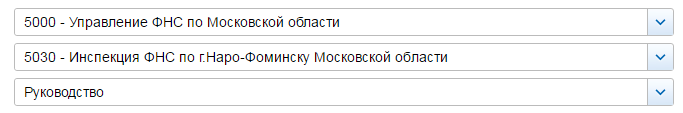 5000 - Управление ФНС по Московской области
5030 - Инспекция ФНС по г.Наро-Фоминску Московской области
Руководство